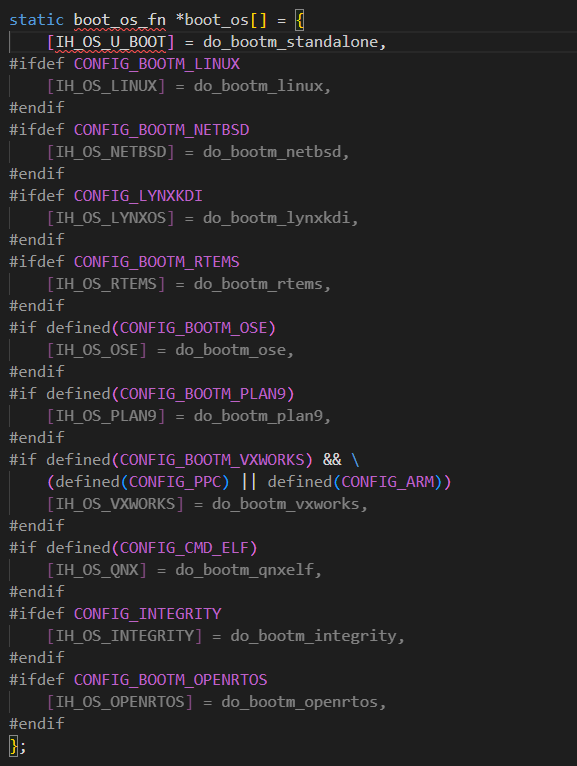 static boot_os_fn *boot_os[] = {
    [IH_OS_U_BOOT] = do_bootm_standalone,
#ifdef CONFIG_BOOTM_LINUX
    [IH_OS_LINUX] = do_bootm_linux,
#endif
#ifdef CONFIG_BOOTM_NETBSD
    [IH_OS_NETBSD] = do_bootm_netbsd,
#endif
#ifdef CONFIG_LYNXKDI
    [IH_OS_LYNXOS] = do_bootm_lynxkdi,
#endif
#ifdef CONFIG_BOOTM_RTEMS
    [IH_OS_RTEMS] = do_bootm_rtems,
#endif
#if defined(CONFIG_BOOTM_OSE)
    [IH_OS_OSE] = do_bootm_ose,
#endif
#if defined(CONFIG_BOOTM_PLAN9)
    [IH_OS_PLAN9] = do_bootm_plan9,
#endif
#if defined(CONFIG_BOOTM_VXWORKS) && \
    (defined(CONFIG_PPC) || defined(CONFIG_ARM))
    [IH_OS_VXWORKS] = do_bootm_vxworks,
#endif
#if defined(CONFIG_CMD_ELF)
    [IH_OS_QNX] = do_bootm_qnxelf,
#endif
#ifdef CONFIG_INTEGRITY
    [IH_OS_INTEGRITY] = do_bootm_integrity,
#endif
#ifdef CONFIG_BOOTM_OPENRTOS
    [IH_OS_OPENRTOS] = do_bootm_openrtos,
#endif
};